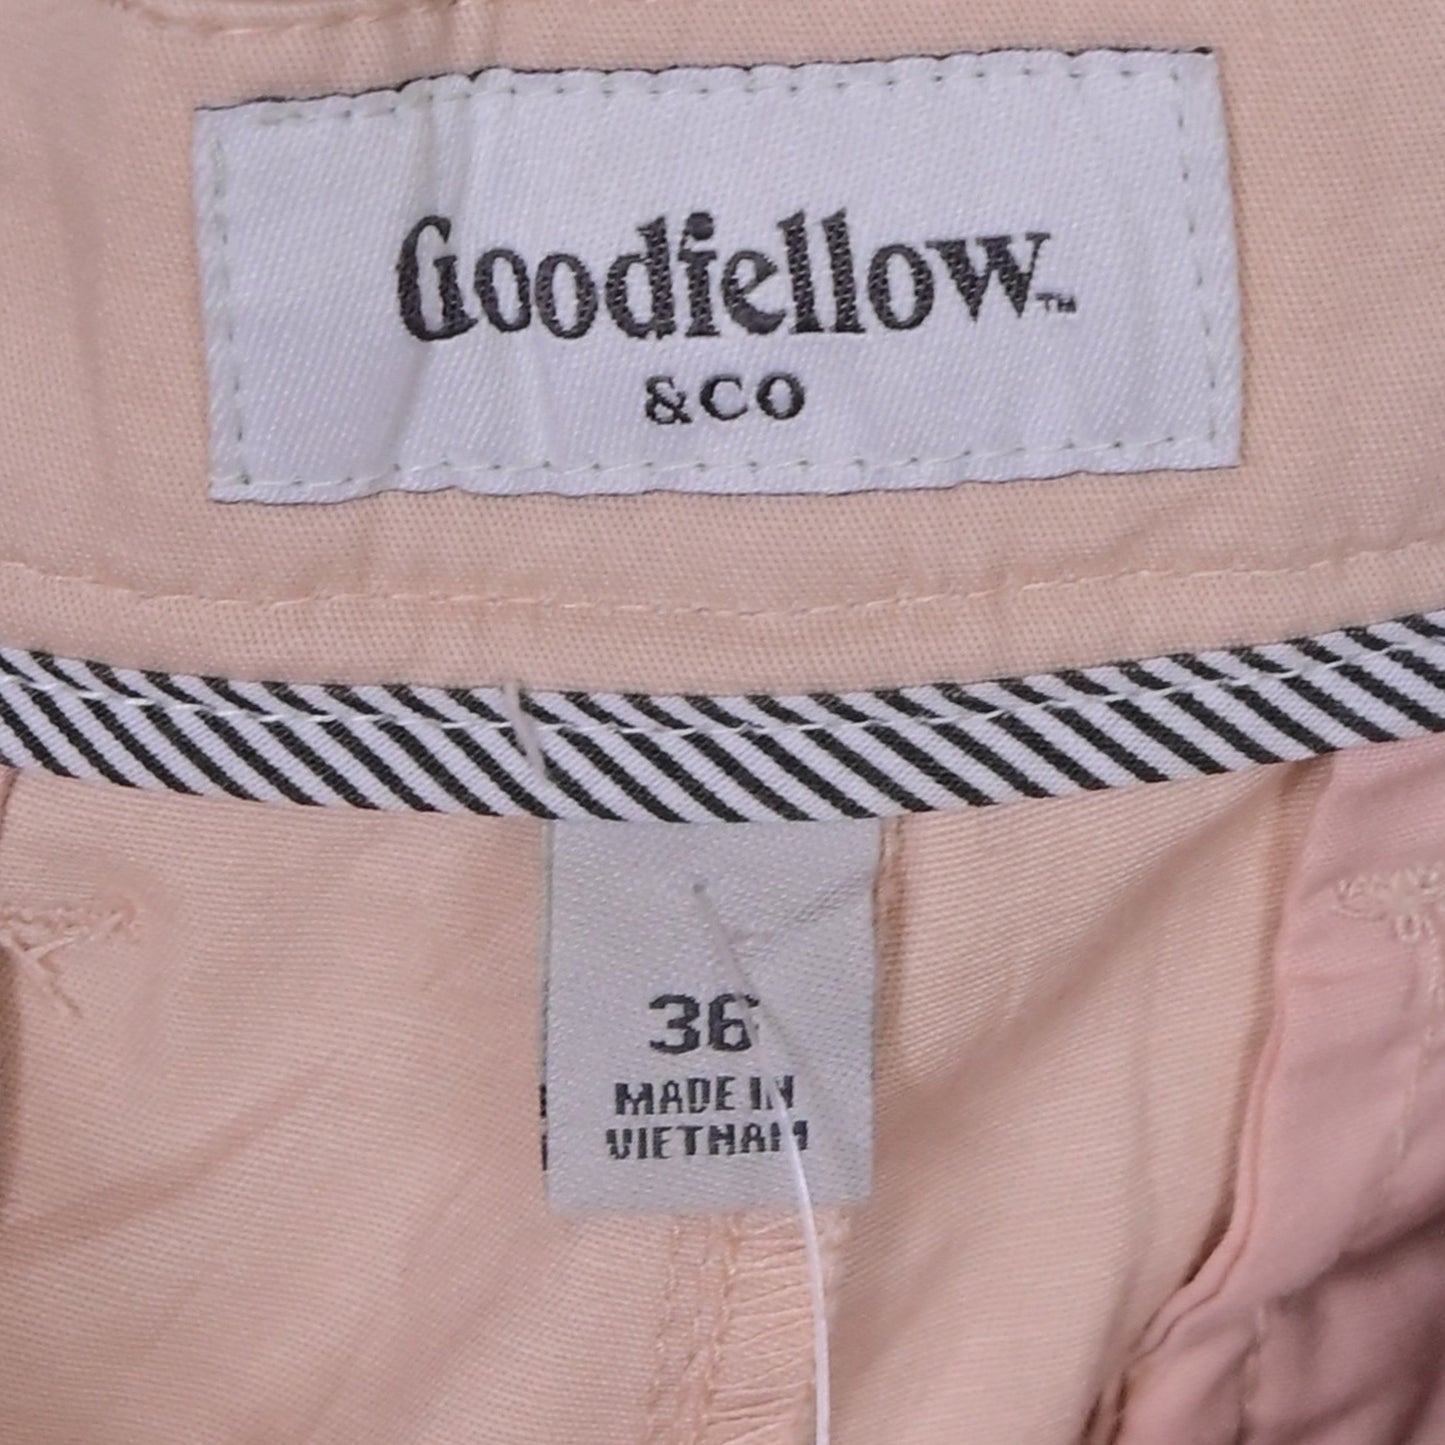 Goodfellow™
& CO
36
MADE IN
VIETNAM